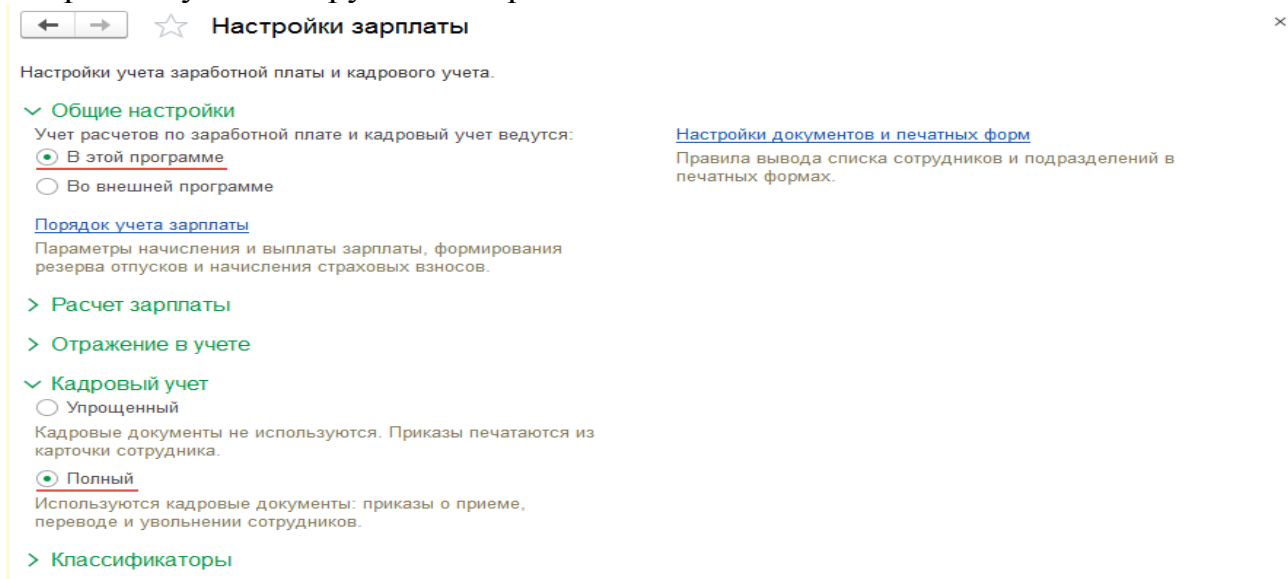 Настройки зарплаты
Настройки учета заработной платы и кадрового учета.
Общие настройки
Учет расчетов по заработной плате и кадровый учет ведутся:
В этой программе
Во внешней программе
Порядок учета зарплаты
Параметры начисления и выплаты зарплаты, формирования
резерва отпусков и начисления страховых взносов.
Настройки документов и печатных форм
Правила вывода списка сотрудников и подразделений в
печатных формах.
Расчет зарплаты
Отражение в учете
Кадровый учет
Упрощенный
Кадровые документы не используются. Приказы печатаются из
карточки сотрудника.
Полный
Используются кадровые документы: приказы о приеме,
переводе и увольнении сотрудников.
Классификаторы